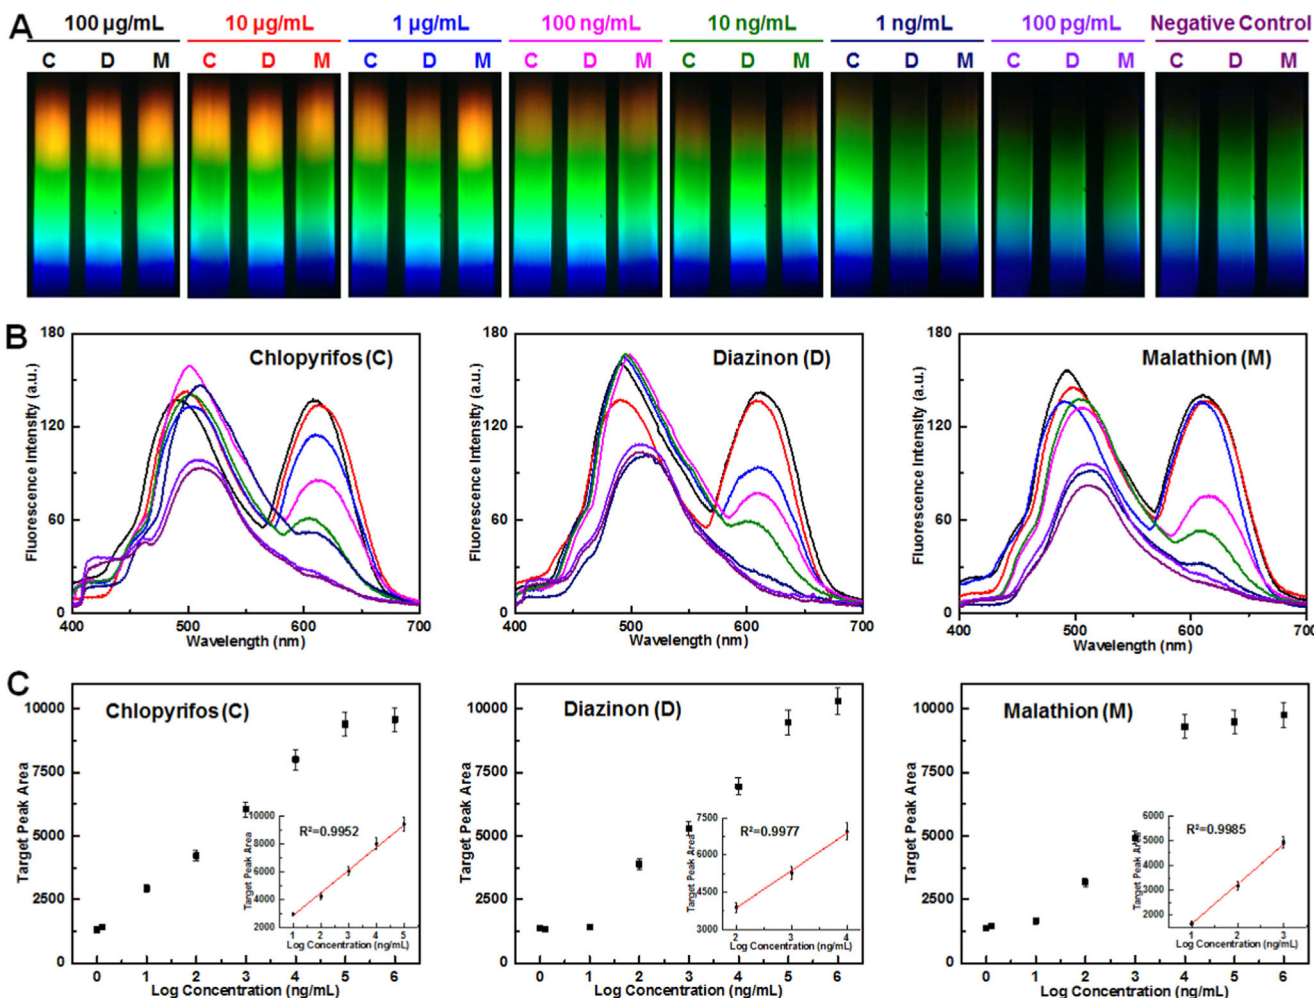 A
100 µg/mL 10 µg/mL 1 µg/mL 100 ng/mL 10 ng/mL 1 ng/mL 100 pg/mL Negative Control
C D M C D M C D M C D M C D M C D M C D M C D M
B
180 120 60 0
Fluorescence Intensity (a.u.)
Chlopyrifos (C)
400 500 600 700
Wavelength (nm)
180 120 60 0
Fluorescence Intensity (a.u.)
Diazinon (D)
400 500 600 700
Wavelength (nm)
180 120 60 0
Fluorescence Intensity (a.u.)
Malathion (M)
400 500 600 700
Wavelength (nm)
C
10000 7500 5000 2500 0
Target Peak Area
Chlopyrifos (C)
10000 8000 6000 4000 2000
Target Peak Area
R²=0.9952
1 2 3 4 5
Log Concentration (ng/mL)
0 1 2 3 4 5 6
Log Concentration (ng/mL)
10000 7500 5000 2500 0
Target Peak Area
Diazinon (D)
7500 6000 4500 3000
Target Peak Area
R²=0.9977
2 3 4
Log Concentration (ng/mL)
0 1 2 3 4 5 6
Log Concentration (ng/mL)
10000 7500 5000 2500 0
Target Peak Area
Malathion (M)
6000 5000 4000 3000 2000
Target Peak Area
R²=0.9985
1 2 3
Log Concentration (ng/mL)
0 1 2 3 4 5 6
Log Concentration (ng/mL)